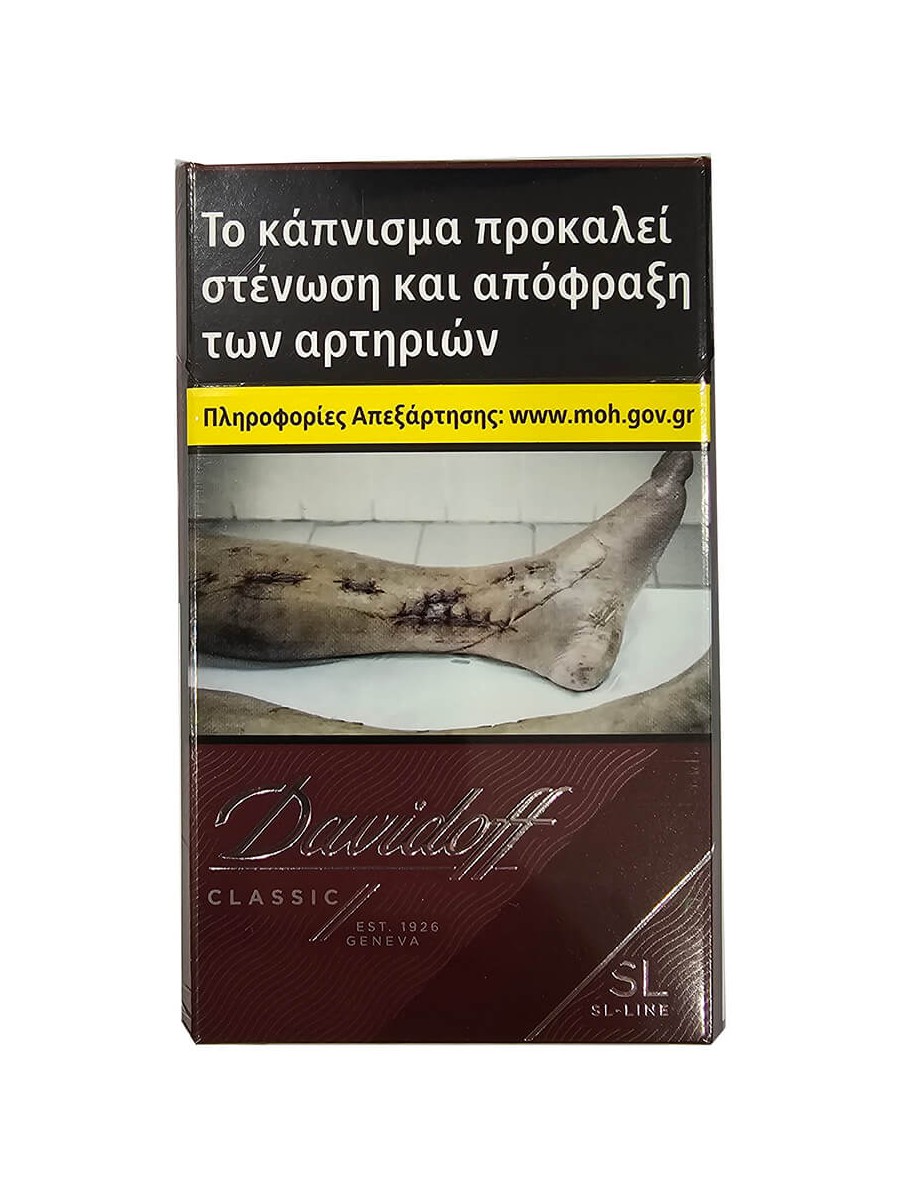 Το κάπνισμα προκαλεί
στένωση και απόφραξη
των αρτηριών
Πληροφορίες Απεξάρτησης: www.moh.gov.gr
Davidoff
CLASSIC
EST. 1926
GENEVA
SL
SL-LINE